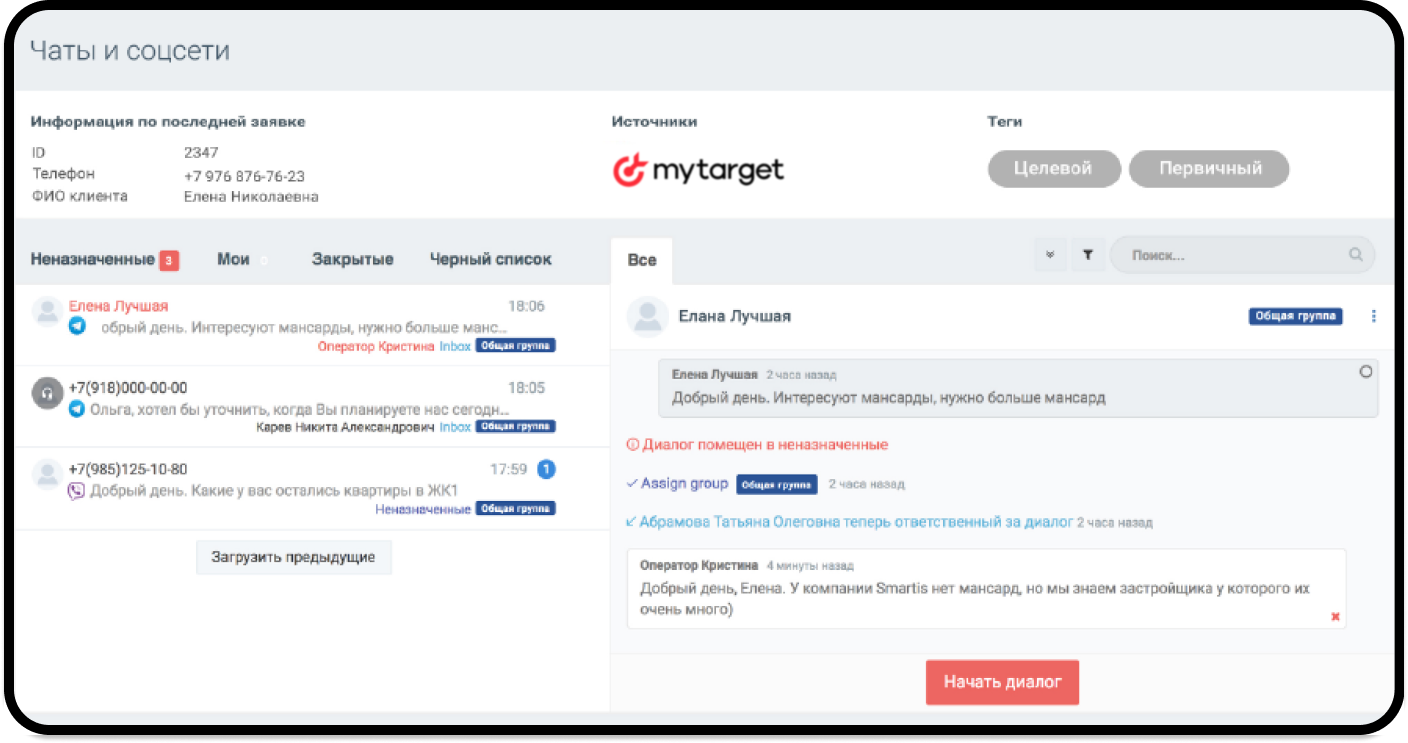 Чаты и соцсети
Информация по последней заявке
ID 2347
Телефон +7 976 876-76-23
ФИО клиента Елена Николаевна
Источники
mytarget
Теги
Целевой Первичный
Неназначенные 3 Мои 0 Закрытые Черный список
Елена Лучшая 18:06
обрый день. Интересуют мансарды, нужно больше манс...
Оператор Кристина Inbox Общая группа
+7(918)000-00-00 18:05
Ольга, хотел бы уточнить, когда Вы планируете нас сегодн...
Карев Никита Александрович Inbox Общая группа
+7(985)125-10-80 17:59 1
Добрый день. Какие у вас остались квартиры в ЖК1
Неназначенные Общая группа
Загрузить предыдущие
Все Поиск...
Елана Лучшая Общая группа
Елена Лучшая 2 часа назад
Добрый день. Интересуют мансарды, нужно больше мансард
Диалог помещен в неназначенные
Assign group Общая группа 2 часа назад
Абрамова Татьяна Олеговна теперь ответственный за диалог 2 часа назад
Оператор Кристина 4 минуты назад
Добрый день, Елена. У компании Smartis нет мансард, но мы знаем застройщика у которого их
очень много)
Начать диалог